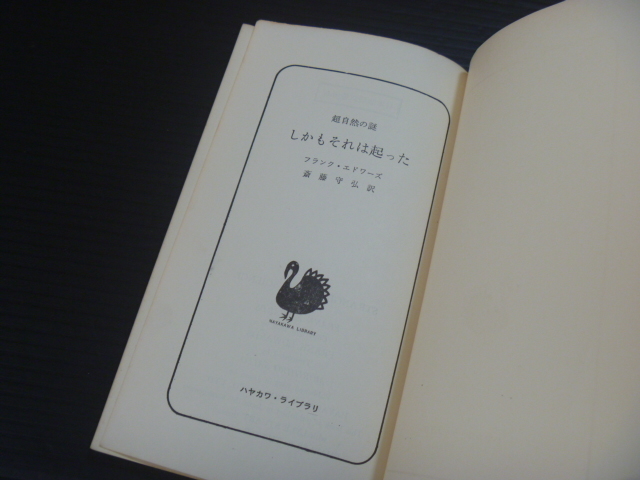 超自然の謎
しかもそれは起った
フランク・エドワーズ
斎藤守弘訳
HAYAKAWA LIBRARY
ハヤカワ・ライブラリ